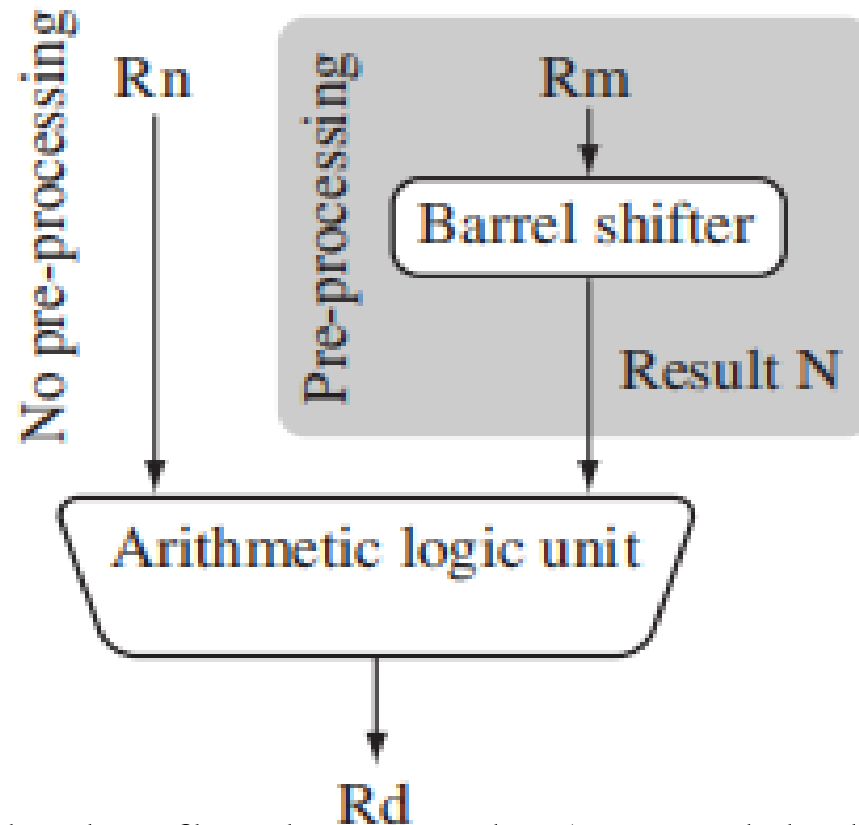 No pre-processing
Rn
Pre-processing
Rm
Barrel shifter
Result N
Arithmetic logic unit
Rd